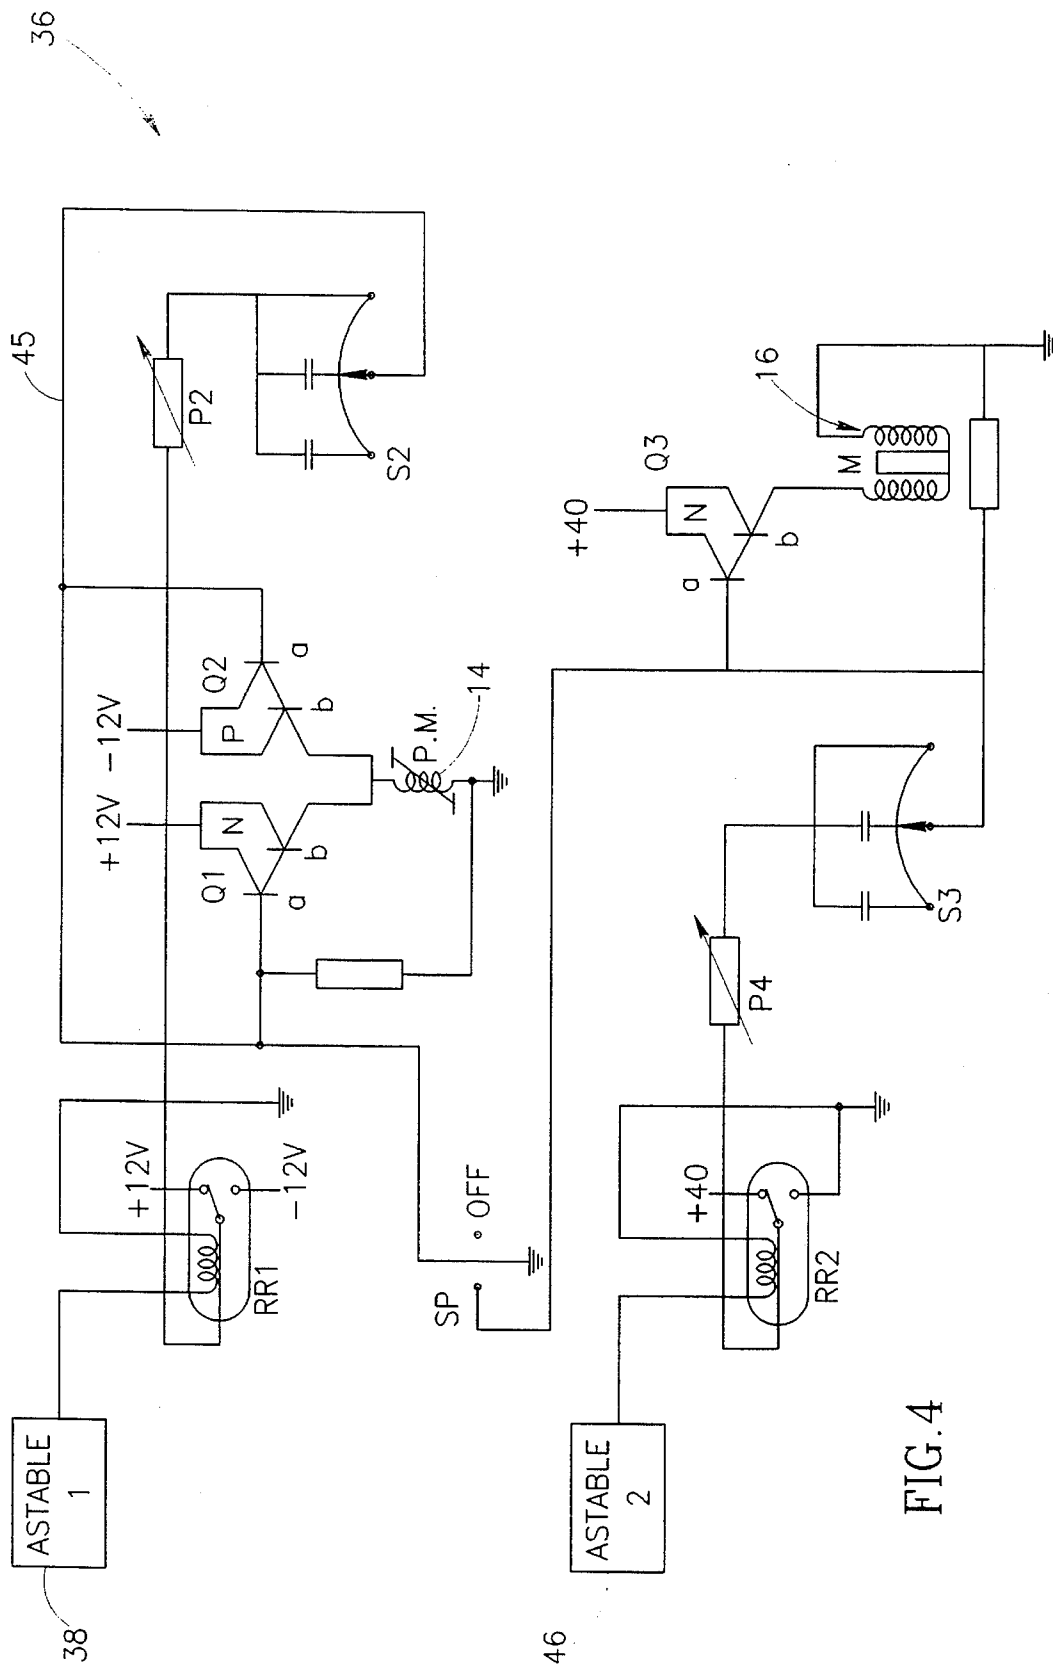 36
45
38
ASTABLE
1
RR1
+12V
-12V
+12V
-12V
Q1
N
a
b
P
Q2
b
a
P.M.
14
P2
S2
SP
OFF
46
ASTABLE
2
RR2
+40
P4
S3
+40
Q3
N
a
b
M
16
FIG.4